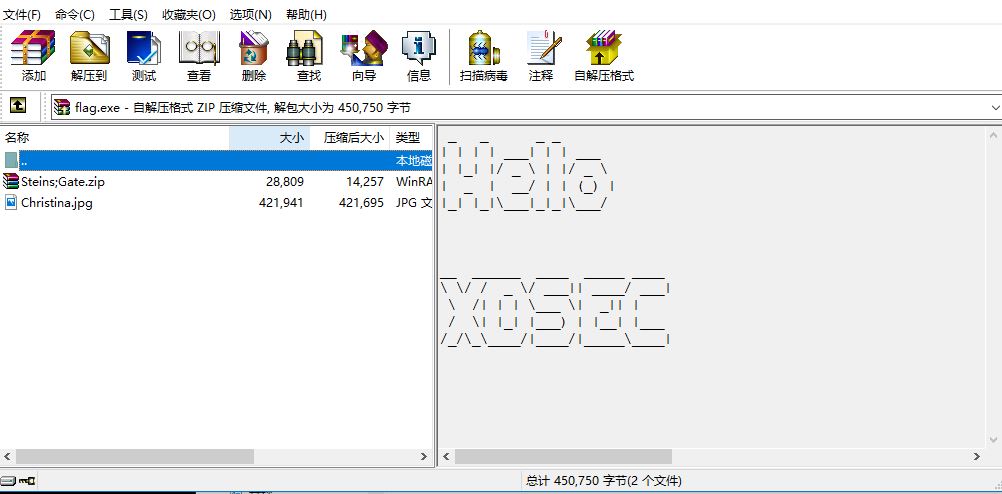 文件(F) 命令(C) 工具(S) 收藏夹(O) 选项(N) 帮助(H)
添加 解压到 测试 查看 删除 查找 向导 信息 扫描病毒 注释 自解压格式
flag.exe - 自解压格式 ZIP 压缩文件, 解包大小为 450,750 字节
名称 大小 压缩后大小 类型
.. 本地磁
Steins;Gate.zip 28,809 14,257 WinRA
Christina.jpg 421,941 421,695 JPG 文
Hello
XOSEC
总计 450,750 字节(2 个文件)